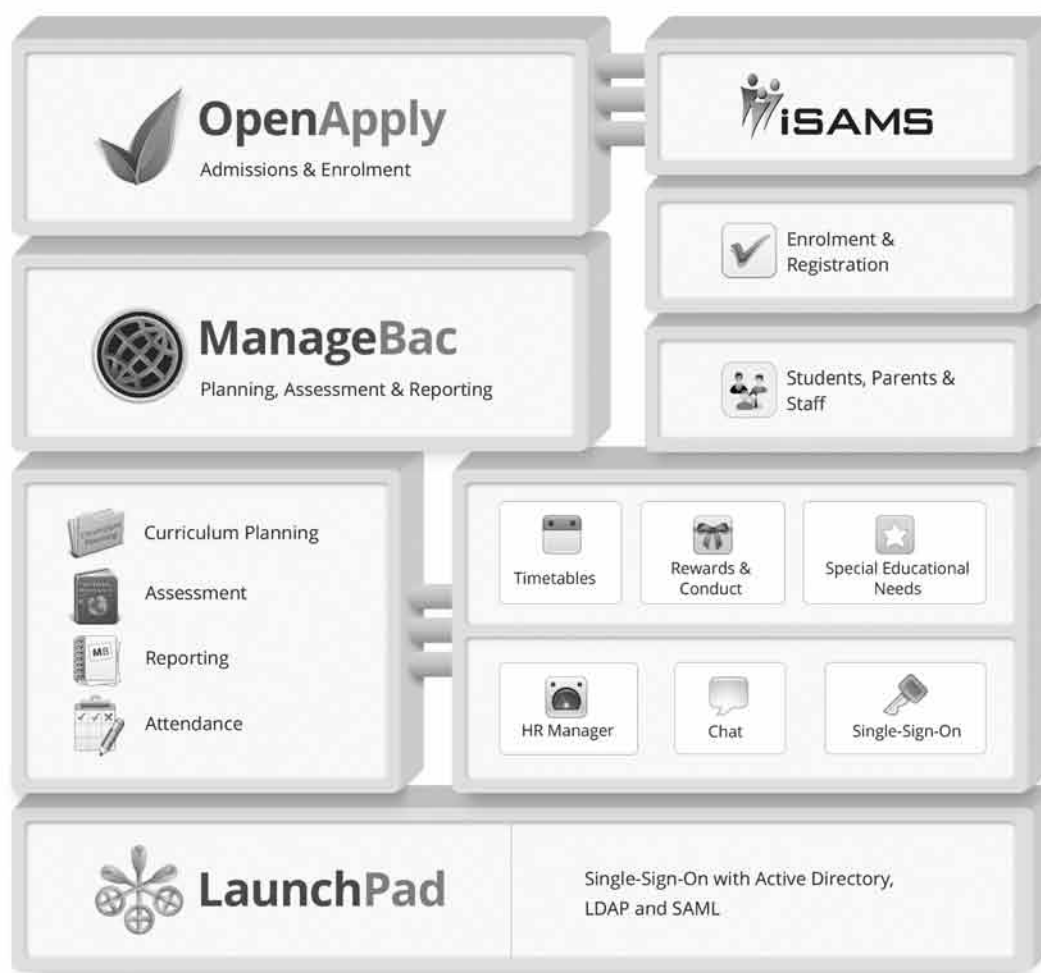 OpenApply
Admissions & Enrolment
iSAMS
Enrolment &
Registration
ManageBac
Planning, Assessment & Reporting
Students, Parents &
Staff
Curriculum Planning
Assessment
Reporting
MB
Attendance
Timetables
Rewards &
Conduct
Special Educational
Needs
HR Manager
Chat
Single-Sign-On
LaunchPad
Single-Sign-On with Active Directory,
LDAP and SAML